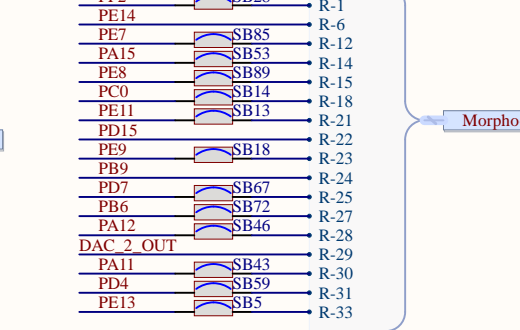 R-1
PE14 R-6
PE7 SB85 R-12
PA15 SB53 R-14
PE8 SB89 R-15
PC0 SB14 R-18
PE11 SB13 R-21
PD15 R-22
PE9 SB18 R-23
PB9 R-24
PD7 SB67 R-25
PB6 SB72 R-27
PA12 SB46 R-28
DAC_2_OUT R-29
PA11 SB43 R-30
PD4 SB59 R-31
PE13 SB5 R-33
Morpho